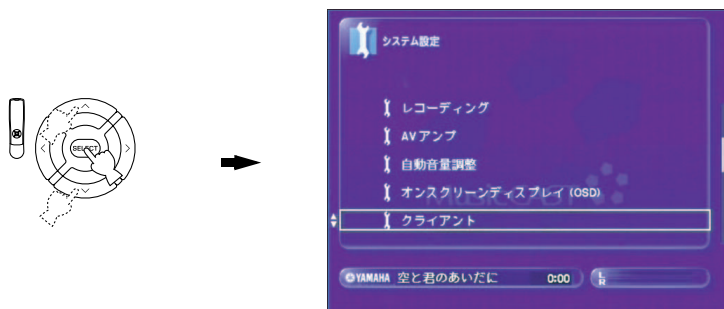 SELECT
システム設定
レコーディング
AVアンプ
自動音量調整
オンスクリーンディスプレイ (OSD)
クライアント
YAMAHA 空と君のあいだに 0:00 L
R